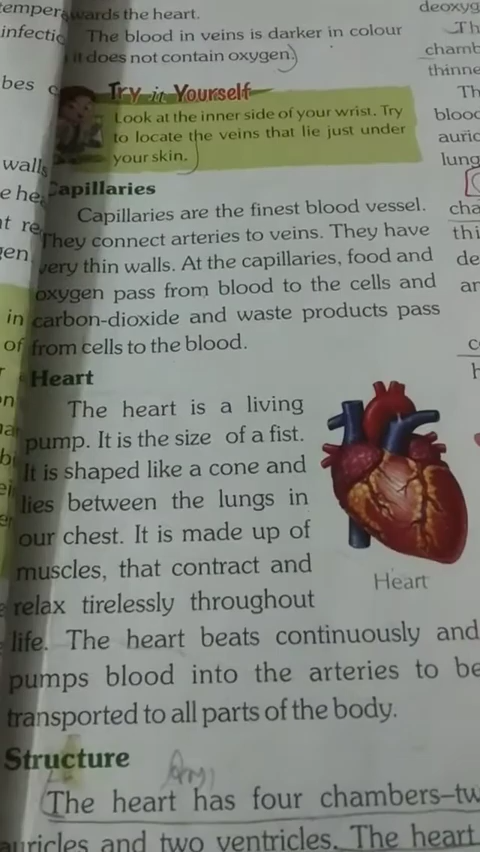 wards the heart.
The blood in veins is darker in colour
it does not contain oxygen.
Try it Yourself
Look at the inner side of your wrist. Try
to locate the veins that lie just under
your skin.
Capillaries
Capillaries are the finest blood vessel.
They connect arteries to veins. They have
very thin walls. At the capillaries, food and
oxygen pass from blood to the cells and
carbon-dioxide and waste products pass
from cells to the blood.
Heart
The heart is a living
pump. It is the size of a fist.
It is shaped like a cone and
lies between the lungs in
our chest. It is made up of
muscles, that contract and
relax tirelessly throughout
life. The heart beats continuously and
pumps blood into the arteries to be
transported to all parts of the body.
Heart
Structure
The heart has four chambers–tw
auricles and two ventricles. The heart
temper
infectio
bes
walls
in
of
deoxyg
Th
chamb
thinne
Th
blood
auric
lung
cha
thi
de